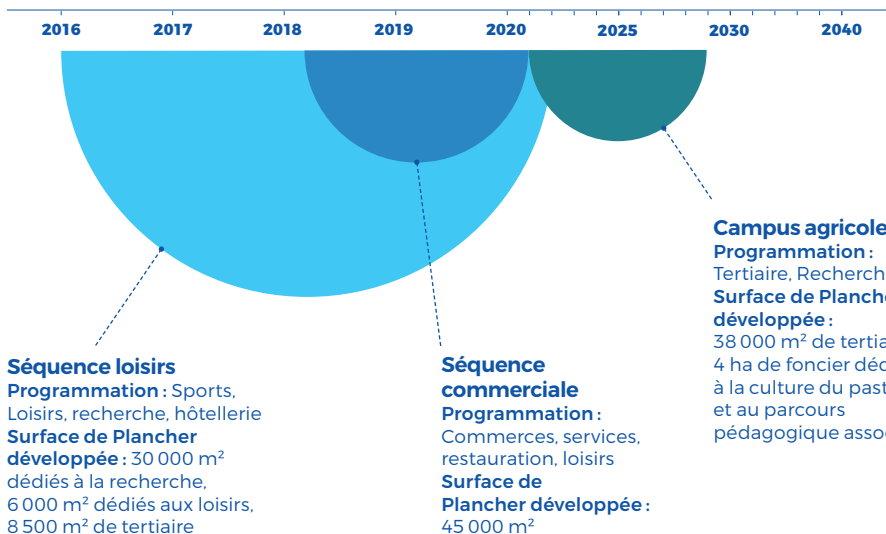 2016 2017 2018 2019 2020 2025 2030 2040
Séquence loisirs
Programmation : Sports,
Loisirs, recherche, hôtellerie
Surface de Plancher
développée : 30 000 m²
dédiés à la recherche,
6 000 m² dédiés aux loisirs,
8 500 m² de tertiaire
Séquence
commerciale
Programmation :
Commerces, services,
restauration, loisirs
Surface de
Plancher développée :
45 000 m²
Campus agricole
Programmation :
Tertiaire,
Surface de
développée :
38 000 m² de
4 ha de foncier
à la culture du
et au parcours
pédagogique